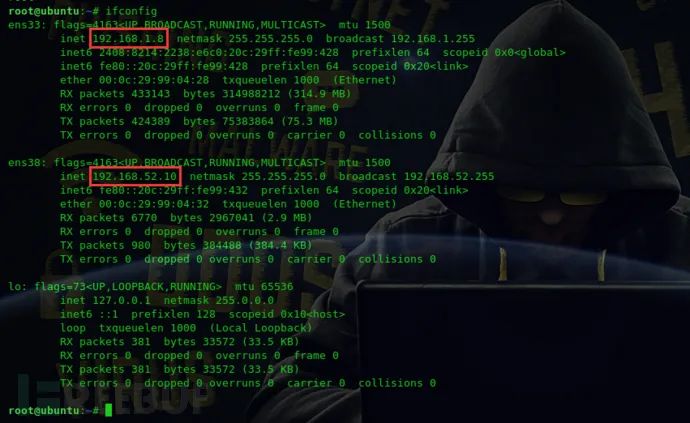 root@ubuntu:~# ifconfig
ens33: flags=4163<UP,BROADCAST,RUNNING,MULTICAST>  mtu 1500
inet 192.168.1.8  netmask 255.255.255.0  broadcast 192.168.1.255
inet6 2408:8214:2238:e6c0:20c:29ff:fe99:428  prefixlen 64  scopeid 0x0<global>
inet6 fe80::20c:29ff:fe99:428  prefixlen 64  scopeid 0x20<link>
ether 00:0c:29:99:04:28  txqueuelen 1000  (Ethernet)
RX packets 433143  bytes 314988212 (314.9 MB)
RX errors 0  dropped 0  overruns 0  frame 0
TX packets 424389  bytes 75383864 (75.3 MB)
TX errors 0  dropped 0 overruns 0  carrier 0  collisions 0
ens38: flags=4163<UP,BROADCAST,RUNNING,MULTICAST>  mtu 1500
inet 192.168.52.10  netmask 255.255.255.0  broadcast 192.168.52.255
inet6 fe80::20c:29ff:fe99:432  prefixlen 64  scopeid 0x20<link>
ether 00:0c:29:99:04:32  txqueuelen 1000  (Ethernet)
RX packets 6770  bytes 2967041 (2.9 MB)
RX errors 0  dropped 0  overruns 0  frame 0
TX packets 980  bytes 384488 (384.4 KB)
TX errors 0  dropped 0 overruns 0  carrier 0  collisions 0
lo: flags=73<UP,LOOPBACK,RUNNING>  mtu 65536
inet 127.0.0.1  netmask 255.0.0.0
inet6 ::1  prefixlen 128  scopeid 0x10<host>
loop  txqueuelen 1000  (Local Loopback)
RX packets 381  bytes 33572 (33.5 KB)
RX errors 0  dropped 0  overruns 0  frame 0
TX packets 381  bytes 33572 (33.5 KB)
TX errors 0  dropped 0 overruns 0  carrier 0  collisions 0
root@ubuntu:~#
MALWARE